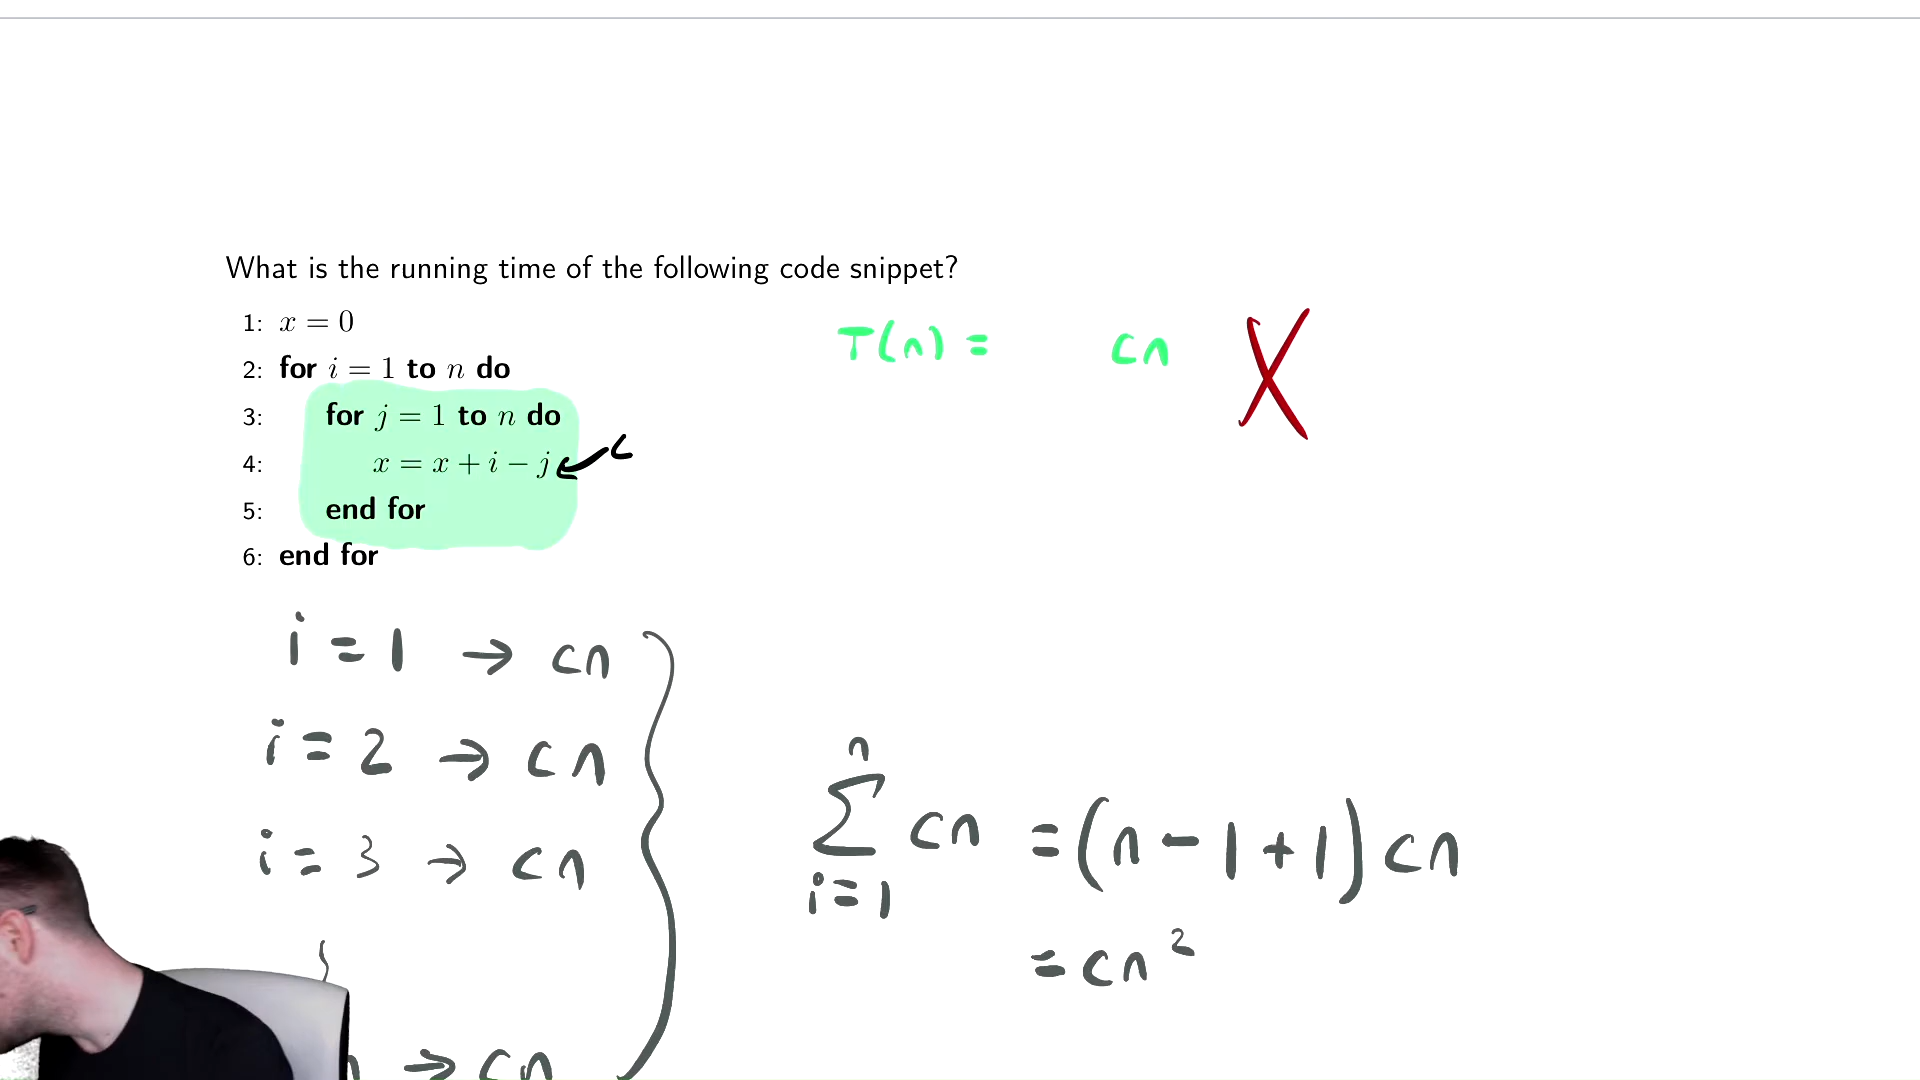 What is the running time of the following code snippet?
1: x = 0
2: for i = 1 to n do
3: for j = 1 to n do
4: x = x + i − j
5: end for
6: end for
c
T(n) = cn X
i = 1 → cn
i = 2 → cn
i = 3 → cn
n → cn
n
∑ cn = (n - 1 + 1) cn
i = 1
= cn²